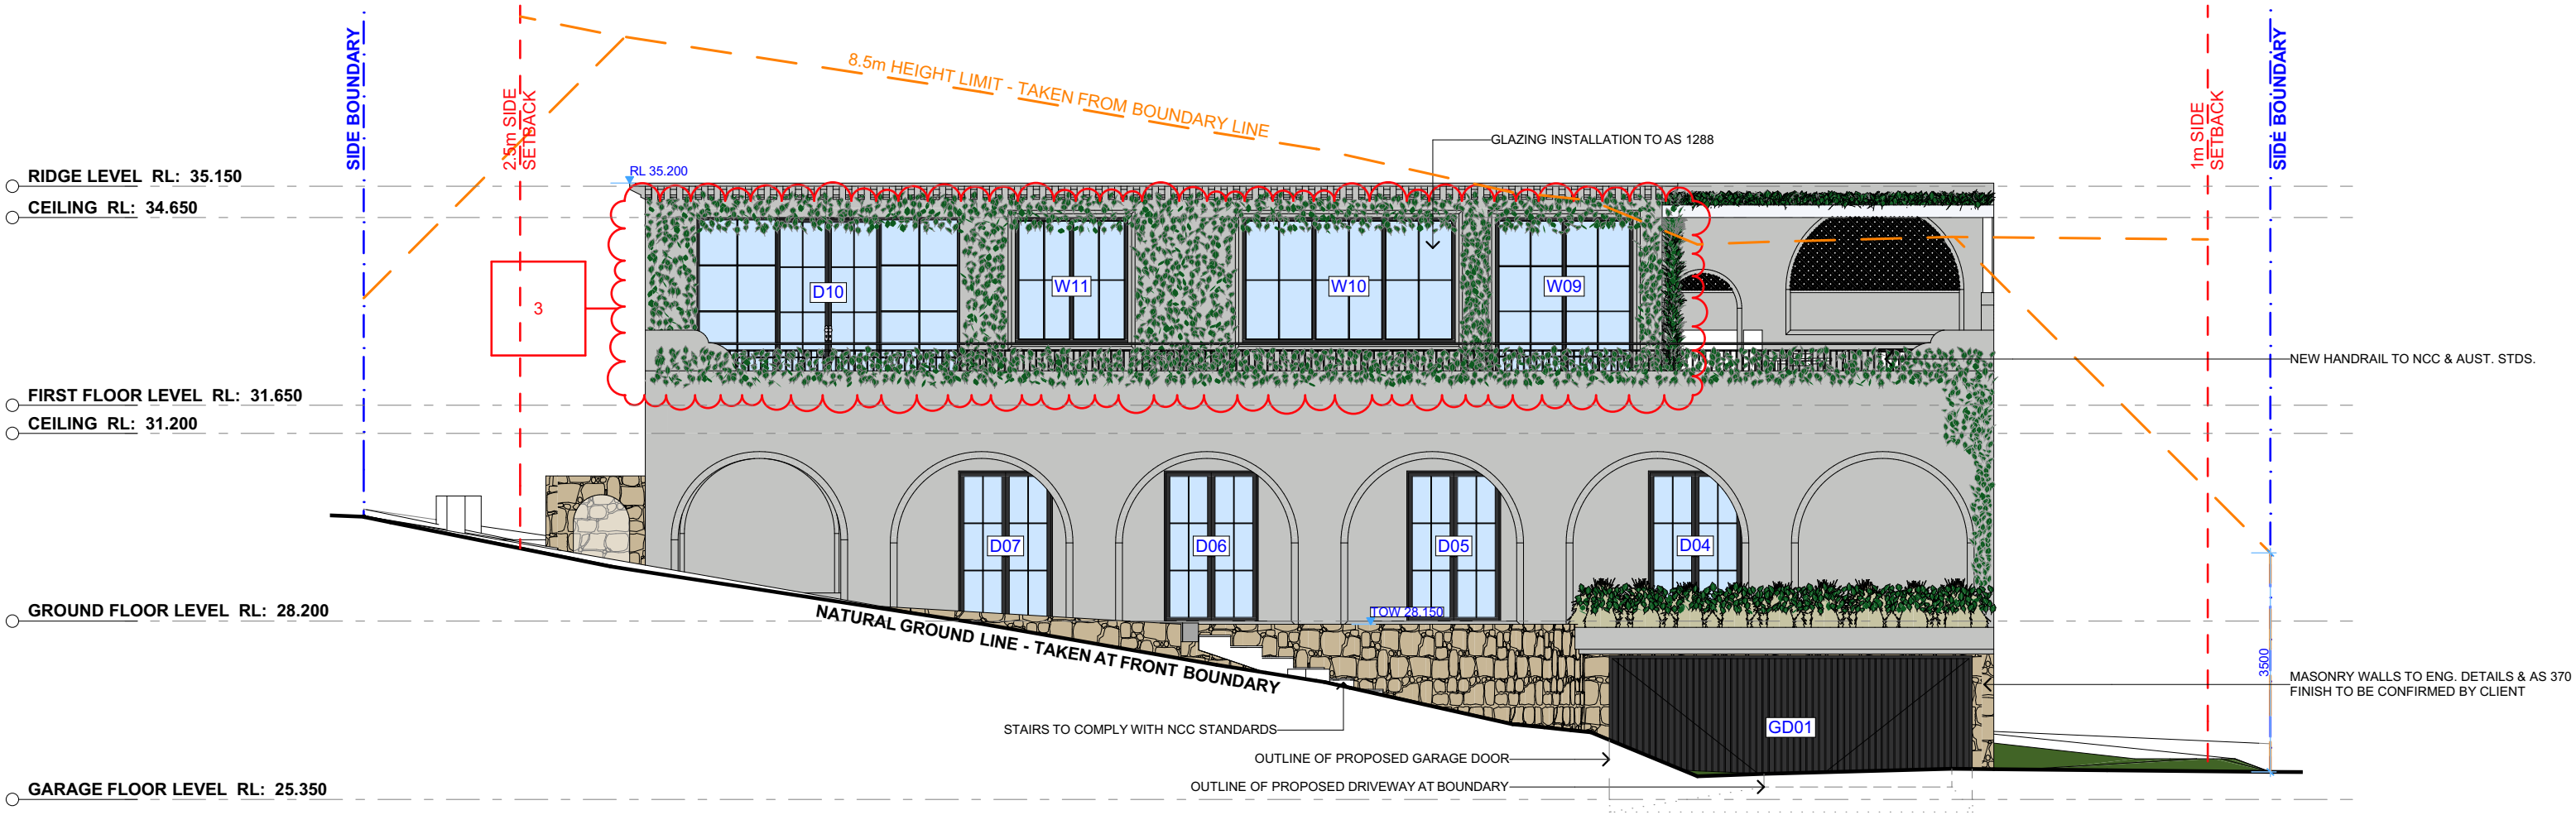 SIDE BOUNDARY
2.5m SIDE
SETBACK
8.5m HEIGHT LIMIT - TAKEN FROM BOUNDARY LINE
1m SIDE
SETBACK
SIDE BOUNDARY
GLAZING INSTALLATION TO AS 1288
RIDGE LEVEL RL: 35.150
RL 35.200
CEILING RL: 34.650
3
D10
W11
W10
W09
NEW HANDRAIL TO NCC & AUST. STDS.
FIRST FLOOR LEVEL RL: 31.650
CEILING RL: 31.200
D07
D06
D05
D04
GROUND FLOOR LEVEL RL: 28.200
TOW 28.150
NATURAL GROUND LINE - TAKEN AT FRONT BOUNDARY
3500
MASONRY WALLS TO ENG. DETAILS & AS 370
FINISH TO BE CONFIRMED BY CLIENT
STAIRS TO COMPLY WITH NCC STANDARDS
GD01
OUTLINE OF PROPOSED GARAGE DOOR
OUTLINE OF PROPOSED DRIVEWAY AT BOUNDARY
GARAGE FLOOR LEVEL RL: 25.350